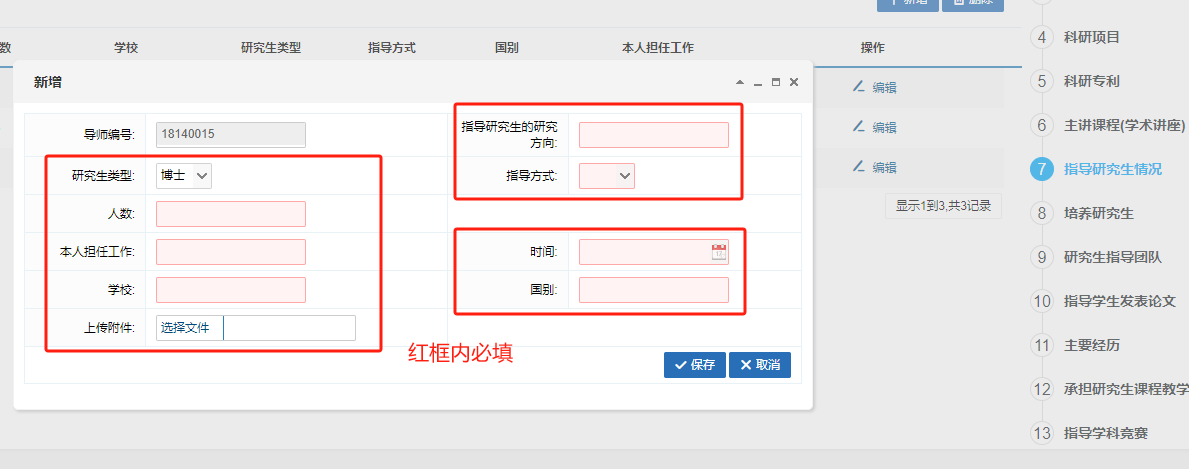 新增
删除
数 学校 研究生类型 指导方式 国别 本人担任工作 操作
新增
导师编号: 18140015
指导研究生的研究
方向:
研究生类型: 博士
指导方式:
人数:
本人担任工作:
时间:
学校:
国别:
上传附件: 选择文件
红框内必填
保存
取消
编辑
编辑
编辑
显示1到3,共3记录
4 科研项目
5 科研专利
6 主讲课程(学术讲座)
7 指导研究生情况
8 培养研究生
9 研究生指导团队
10 指导学生发表论文
11 主要经历
12 承担研究生课程教学
13 指导学科竞赛